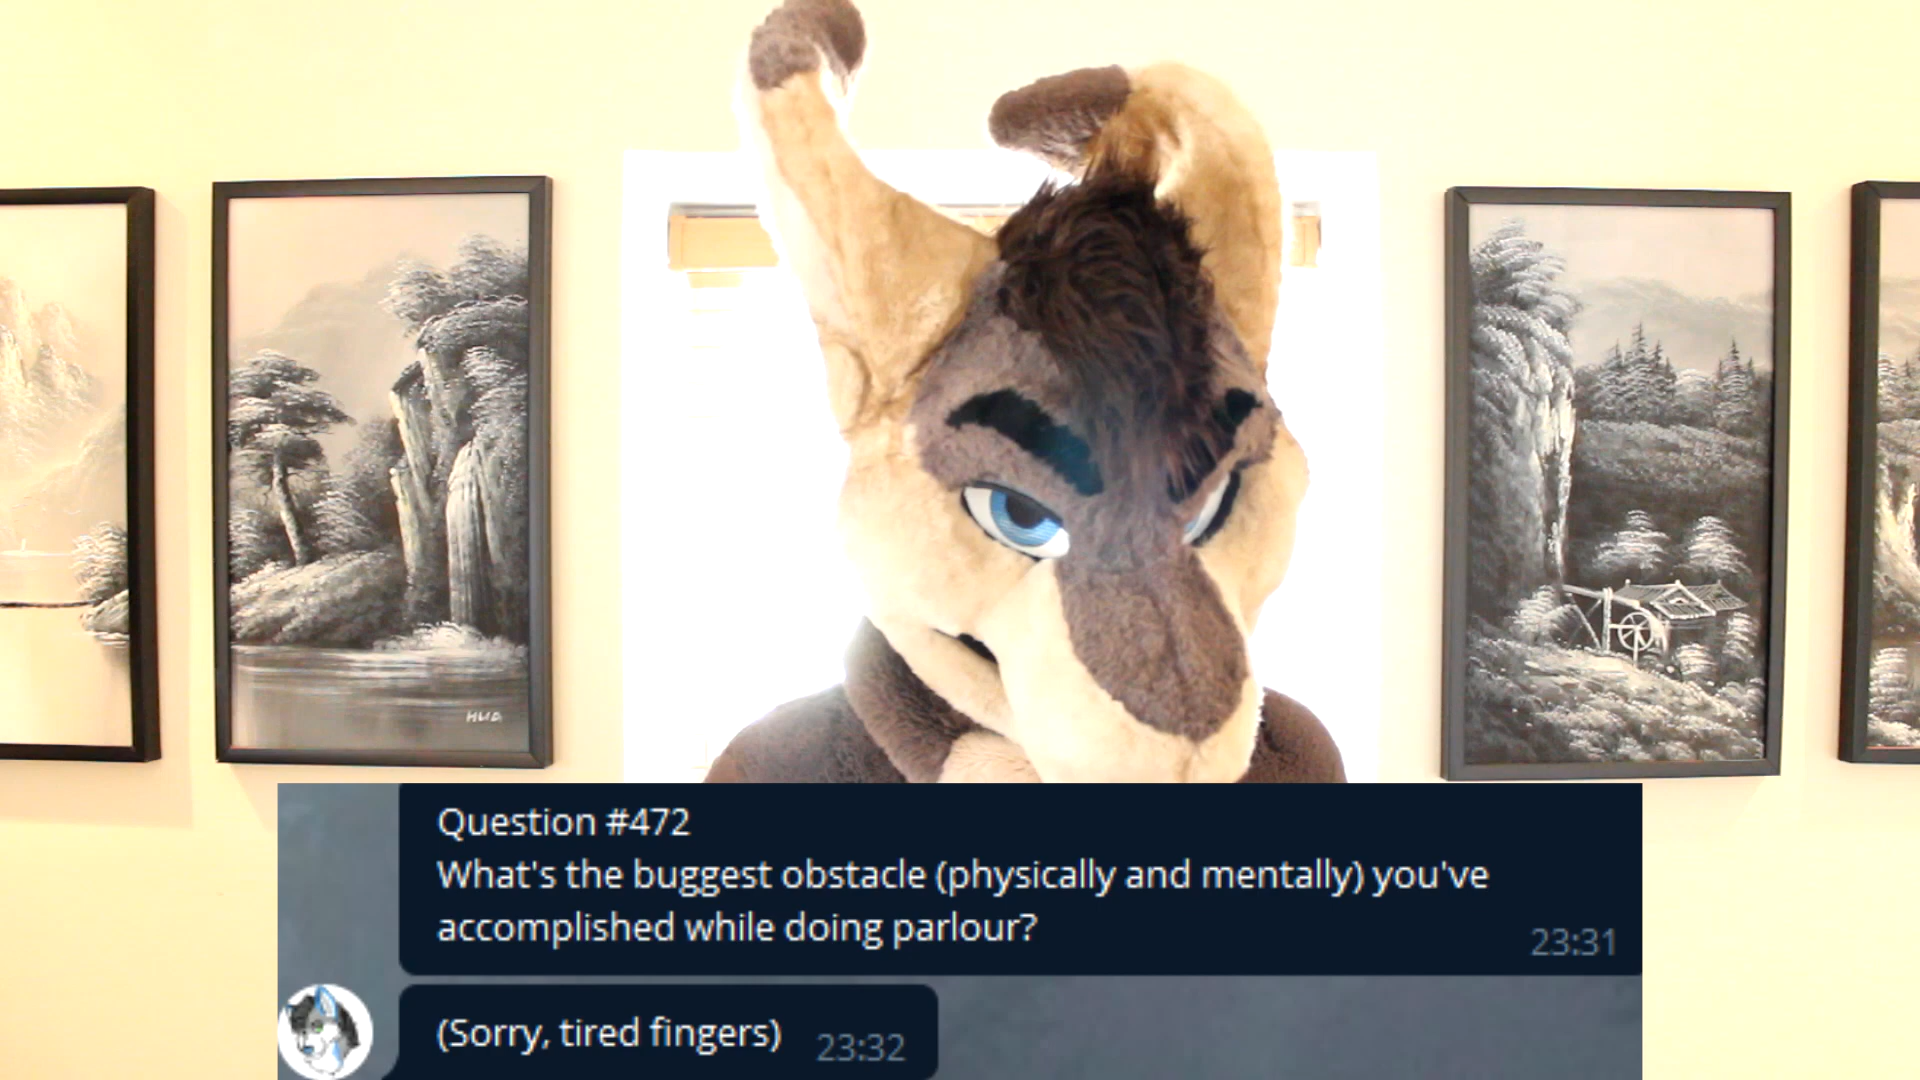 HUA
Question #472
What's the buggest obstacle (physically and mentally) you've
accomplished while doing parlour?
23:31
(Sorry, tired fingers)
23:32